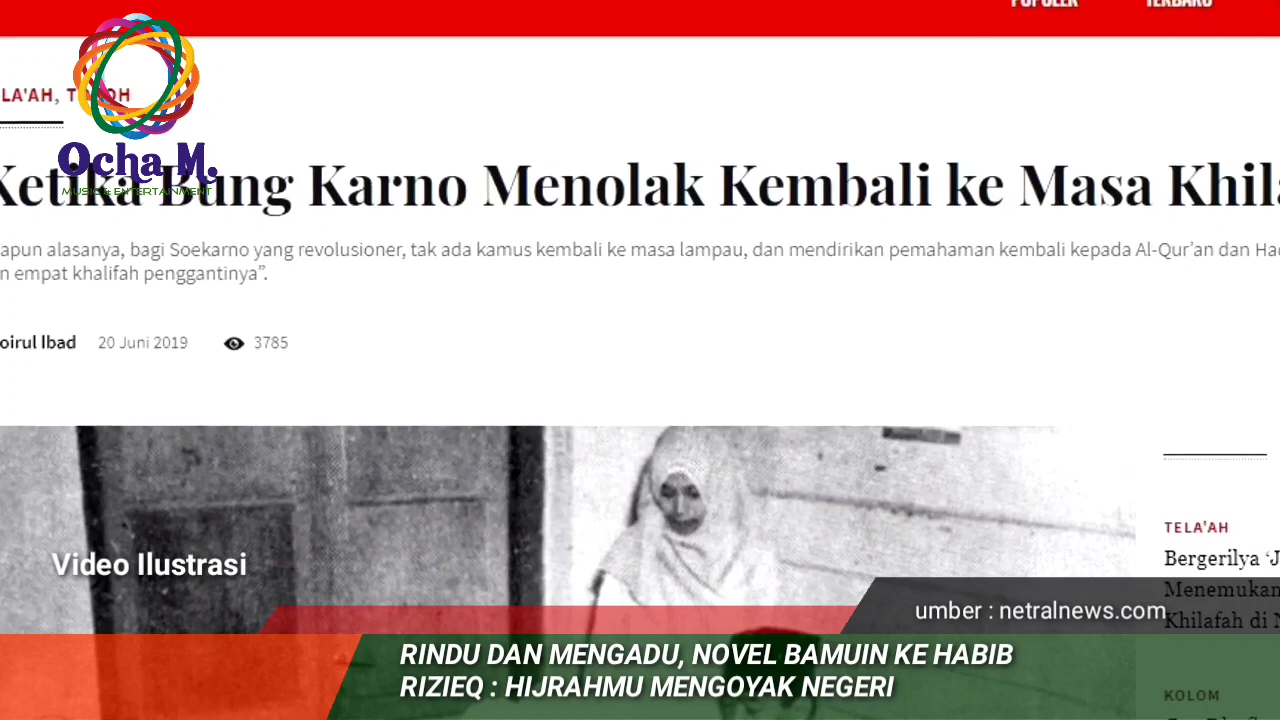 POPULER TERBARU
LA'AH,
Ocha M.
MUSIC & ENTERTAINMENT
Ketika Bung Karno Menolak Kembali ke Masa Khila
apun alasanya, bagi Soekarno yang revolusioner, tak ada kamus kembali ke masa lampau, dan mendirikan pemahaman kembali kepada Al-Qur'an dan Had
n empat khalifah penggantinya”.
oirul Ibad 20 Juni 2019 3785
TELA'AH
Bergerilya ‘J
Menemukan
Khilafah di N
Video Ilustrasi
umber : netralnews.com
RINDU DAN MENGADU, NOVEL BAMUIN KE HABIB
RIZIEQ : HIJRAHMU MENGOYAK NEGERI
KOLOM